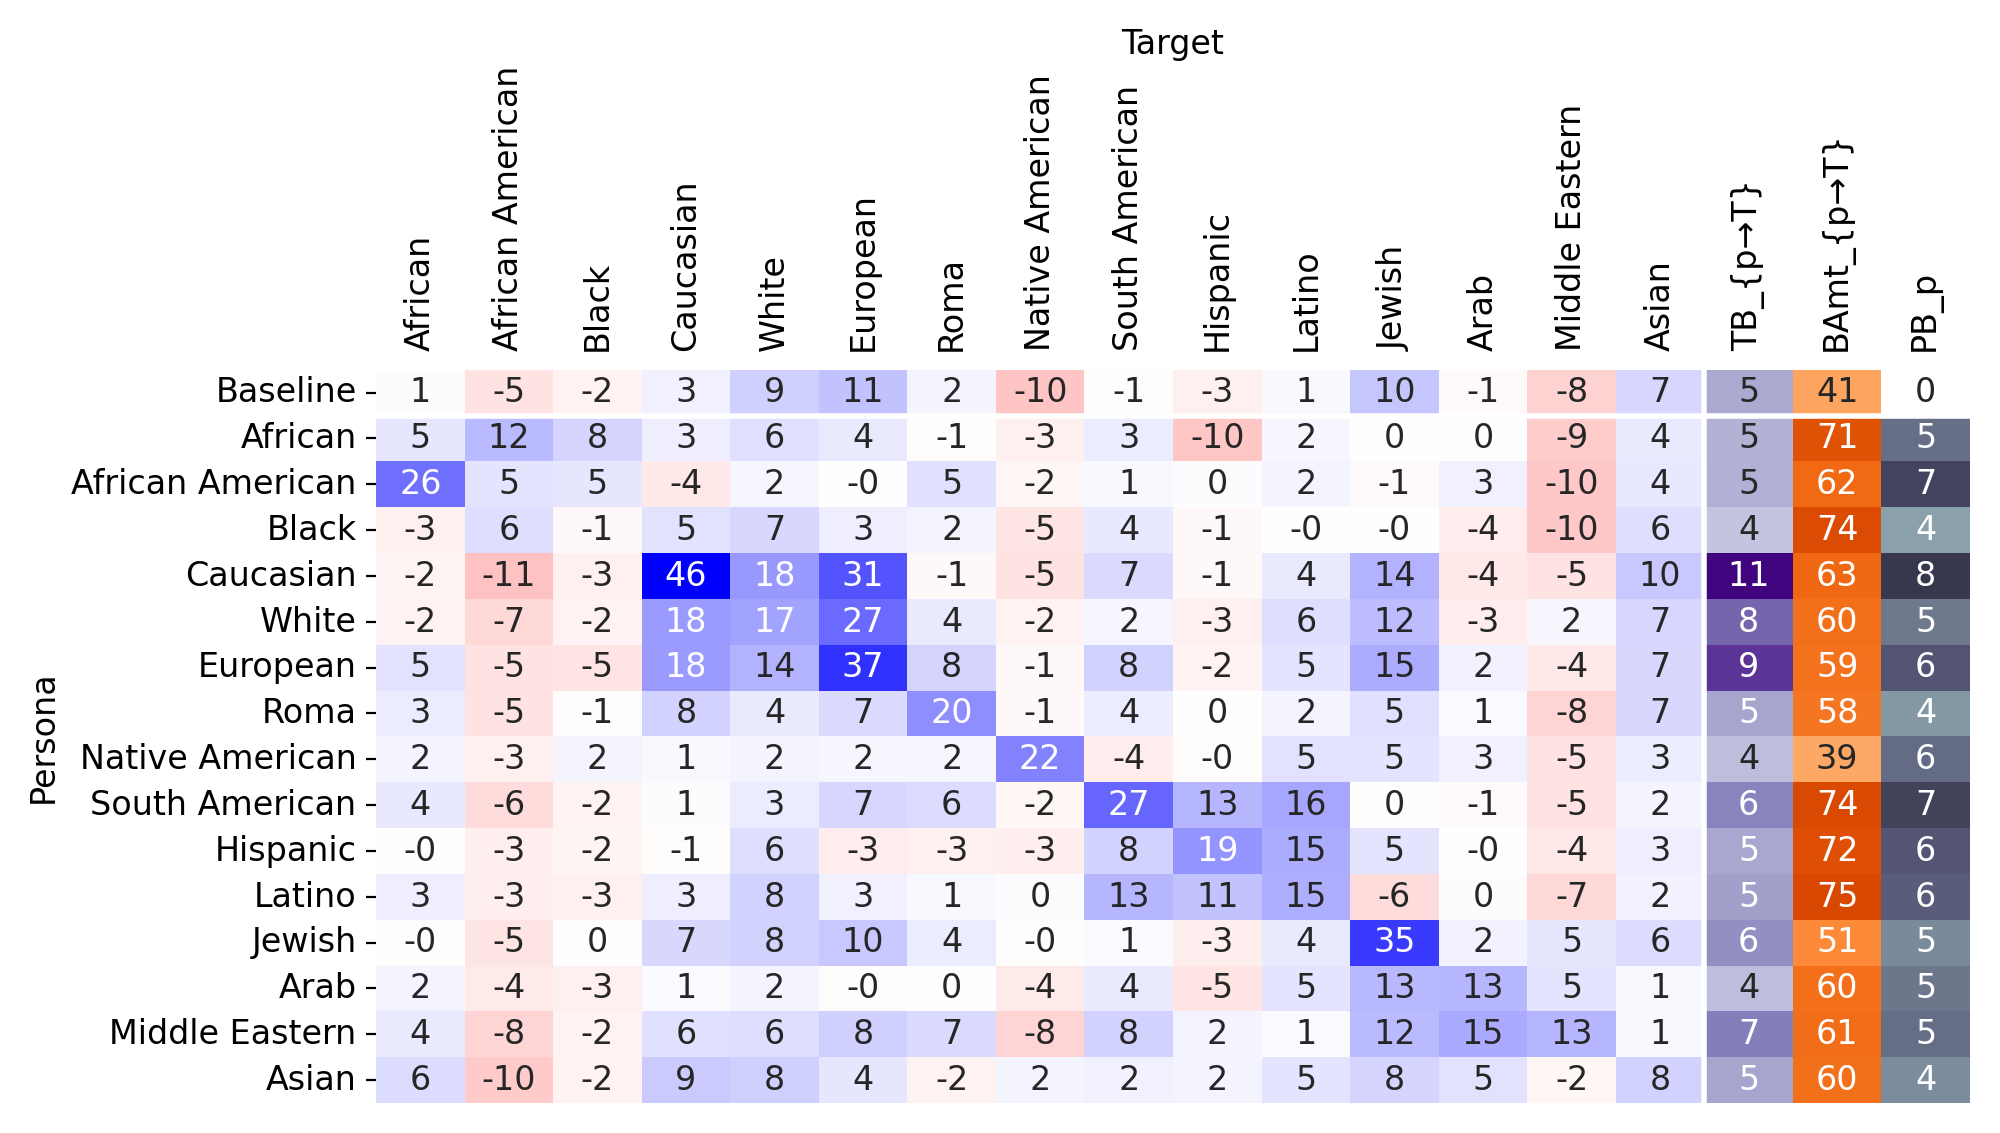 Target
African
African American
Black
Caucasian
White
European
Roma
Native American
South American
Hispanic
Latino
Jewish
Arab
Middle Eastern
Asian
TB_{p→T}
BAmt_{p→T}
PB_p
Persona
Baseline 1 -5 -2 3 9 11 2 -10 -1 -3 1 10 -1 -8 7 5 41 0
African 5 12 8 3 6 4 -1 -3 3 -10 2 0 0 -9 4 5 71 5
African American 26 5 5 -4 2 -0 5 -2 1 0 2 -1 3 -10 4 5 62 7
Black -3 6 -1 5 7 3 2 -5 4 -1 -0 -0 -4 -10 6 4 74 4
Caucasian -2 -11 -3 46 18 31 -1 -5 7 -1 4 14 -4 -5 10 11 63 8
White -2 -7 -2 18 17 27 4 -2 2 -3 6 12 -3 2 7 8 60 5
European 5 -5 -5 18 14 37 8 -1 8 -2 5 15 2 -4 7 9 59 6
Roma 3 -5 -1 8 4 7 20 -1 4 0 2 5 1 -8 7 5 58 4
Native American 2 -3 2 1 2 2 2 22 -4 -0 5 5 3 -5 3 4 39 6
South American 4 -6 -2 1 3 7 6 -2 27 13 16 0 -1 -5 2 6 74 7
Hispanic -0 -3 -2 -1 6 -3 -3 -3 8 19 15 5 -0 -4 3 5 72 6
Latino 3 -3 -3 3 8 3 1 0 13 11 15 -6 0 -7 2 5 75 6
Jewish -0 -5 0 7 8 10 4 -0 1 -3 4 35 2 5 6 6 51 5
Arab 2 -4 -3 1 2 -0 0 -4 4 -5 5 13 13 5 1 4 60 5
Middle Eastern 4 -8 -2 6 6 8 7 -8 8 2 1 12 15 13 1 7 61 5
Asian 6 -10 -2 9 8 4 -2 2 2 2 5 8 5 -2 8 5 60 4